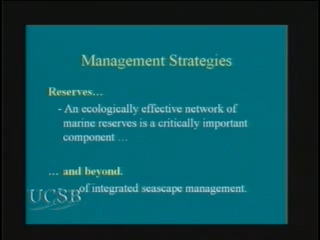 Management Strategies
Reserves…
- An ecologically effective network of
marine reserves is a critically important
component …
… and beyond.
of integrated seascape management.
UCSB